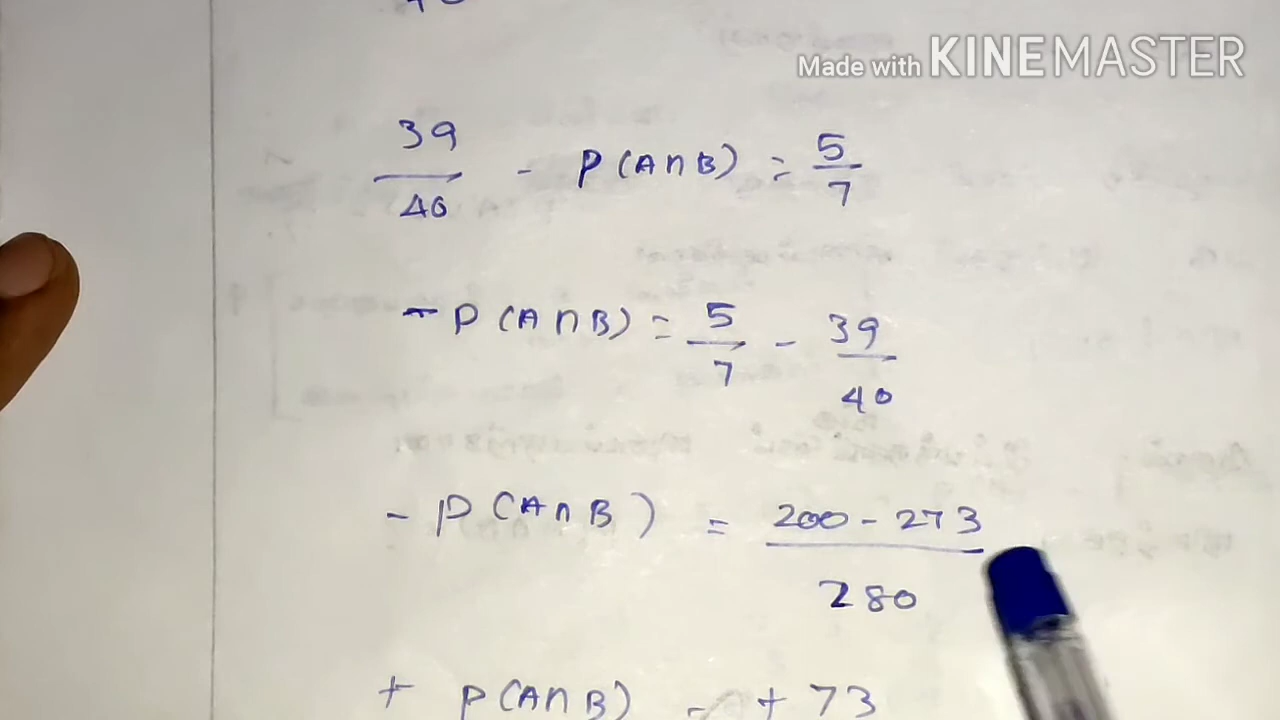 Made with KINEMASTER
39/40 - P(A∩B) = 5/7
- P(A∩B) = 5/7 - 39/40
- P(A∩B) = 200 - 273 / 280
+ P(A∩B) = + 73